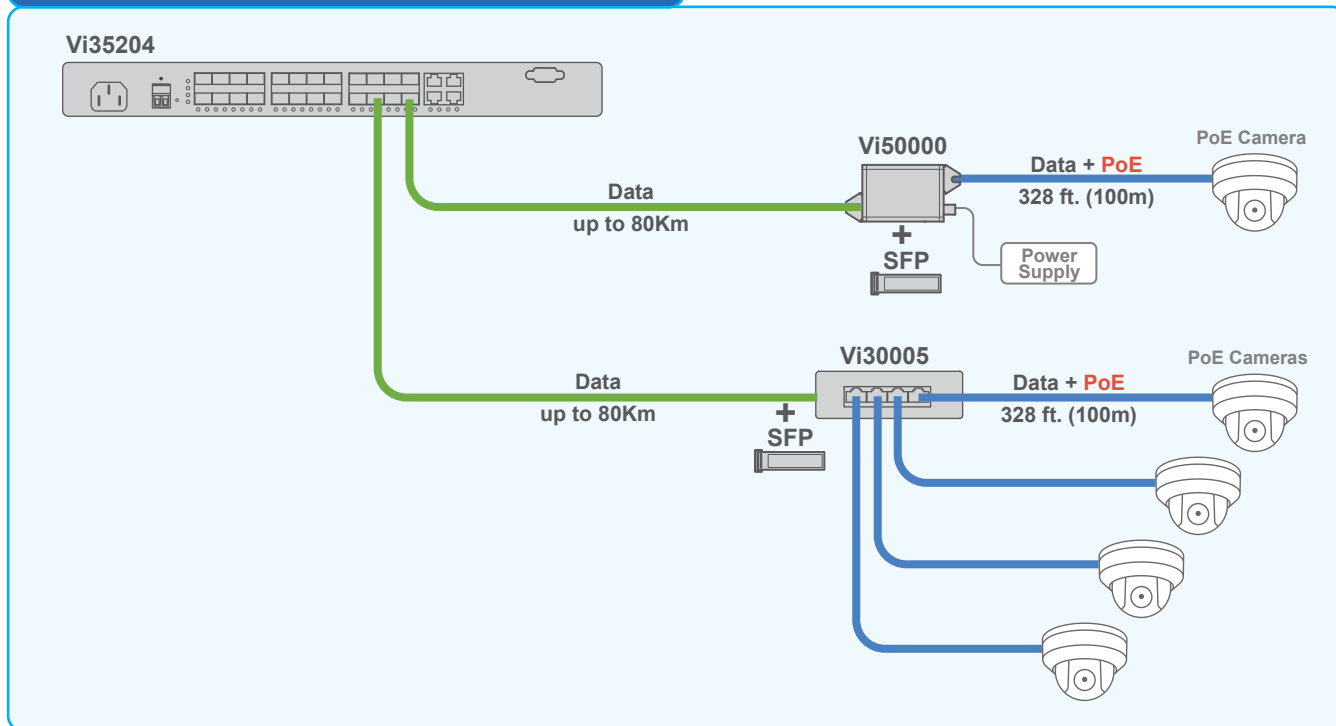 Vi35204
Vi50000
PoE Camera
Data + PoE
328 ft. (100m)
Data
up to 80Km
+
SFP
Power
Supply
Vi30005
PoE Cameras
Data + PoE
328 ft. (100m)
Data
up to 80Km
+
SFP